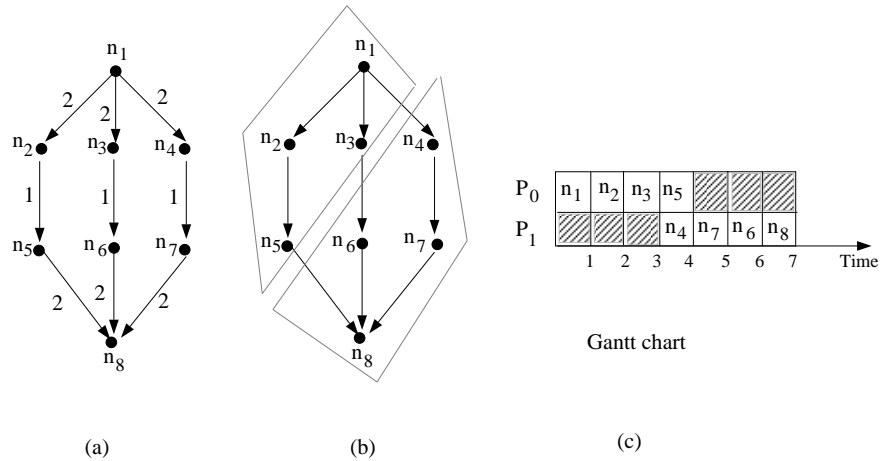 n1
2 2 2
n2 n3 n4
1 1 1
n5 n6 n7
2 2 2
n8
(a)
n1
n2 n3 n4
n5 n6 n7
n8
(b)
P0 n1 n2 n3 n5
P1 n4 n7 n6 n8
1 2 3 4 5 6 7 Time
Gantt chart
(c)